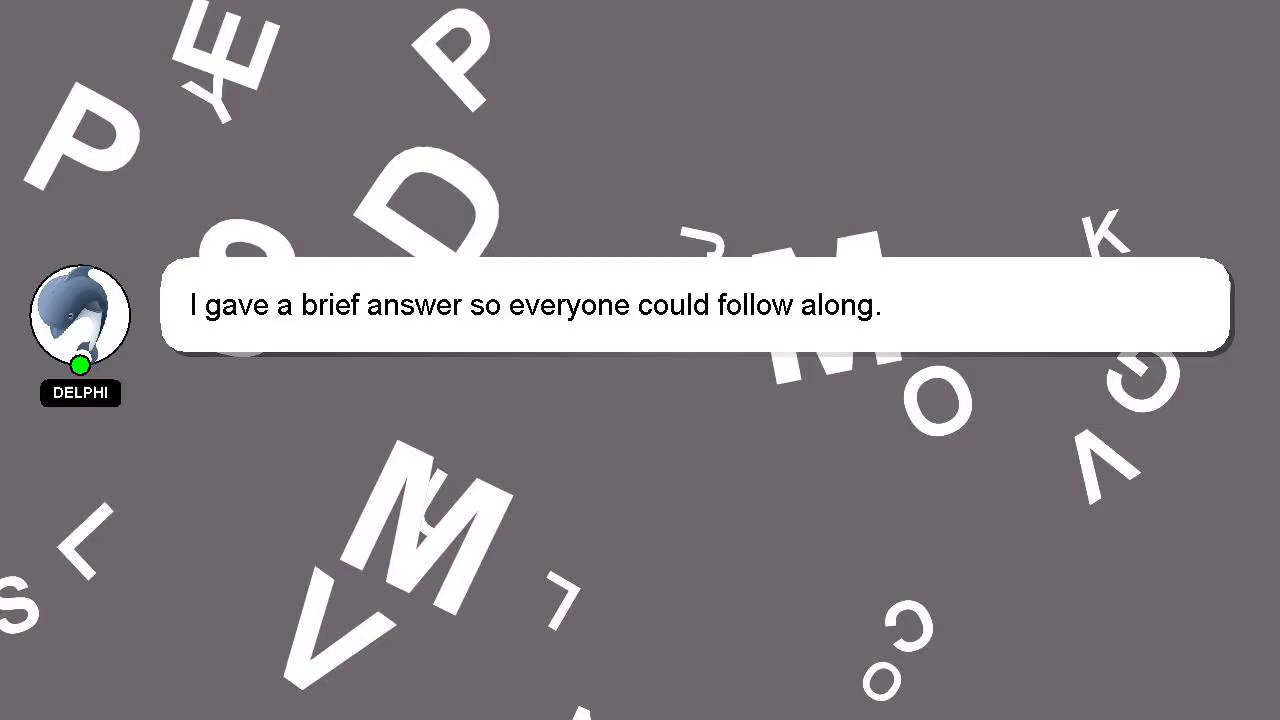 I gave a brief answer so everyone could follow along.
DELPHI
P
E
Y
P
D
J
M
K
O
G
V
L
S
M
V
L
C
O